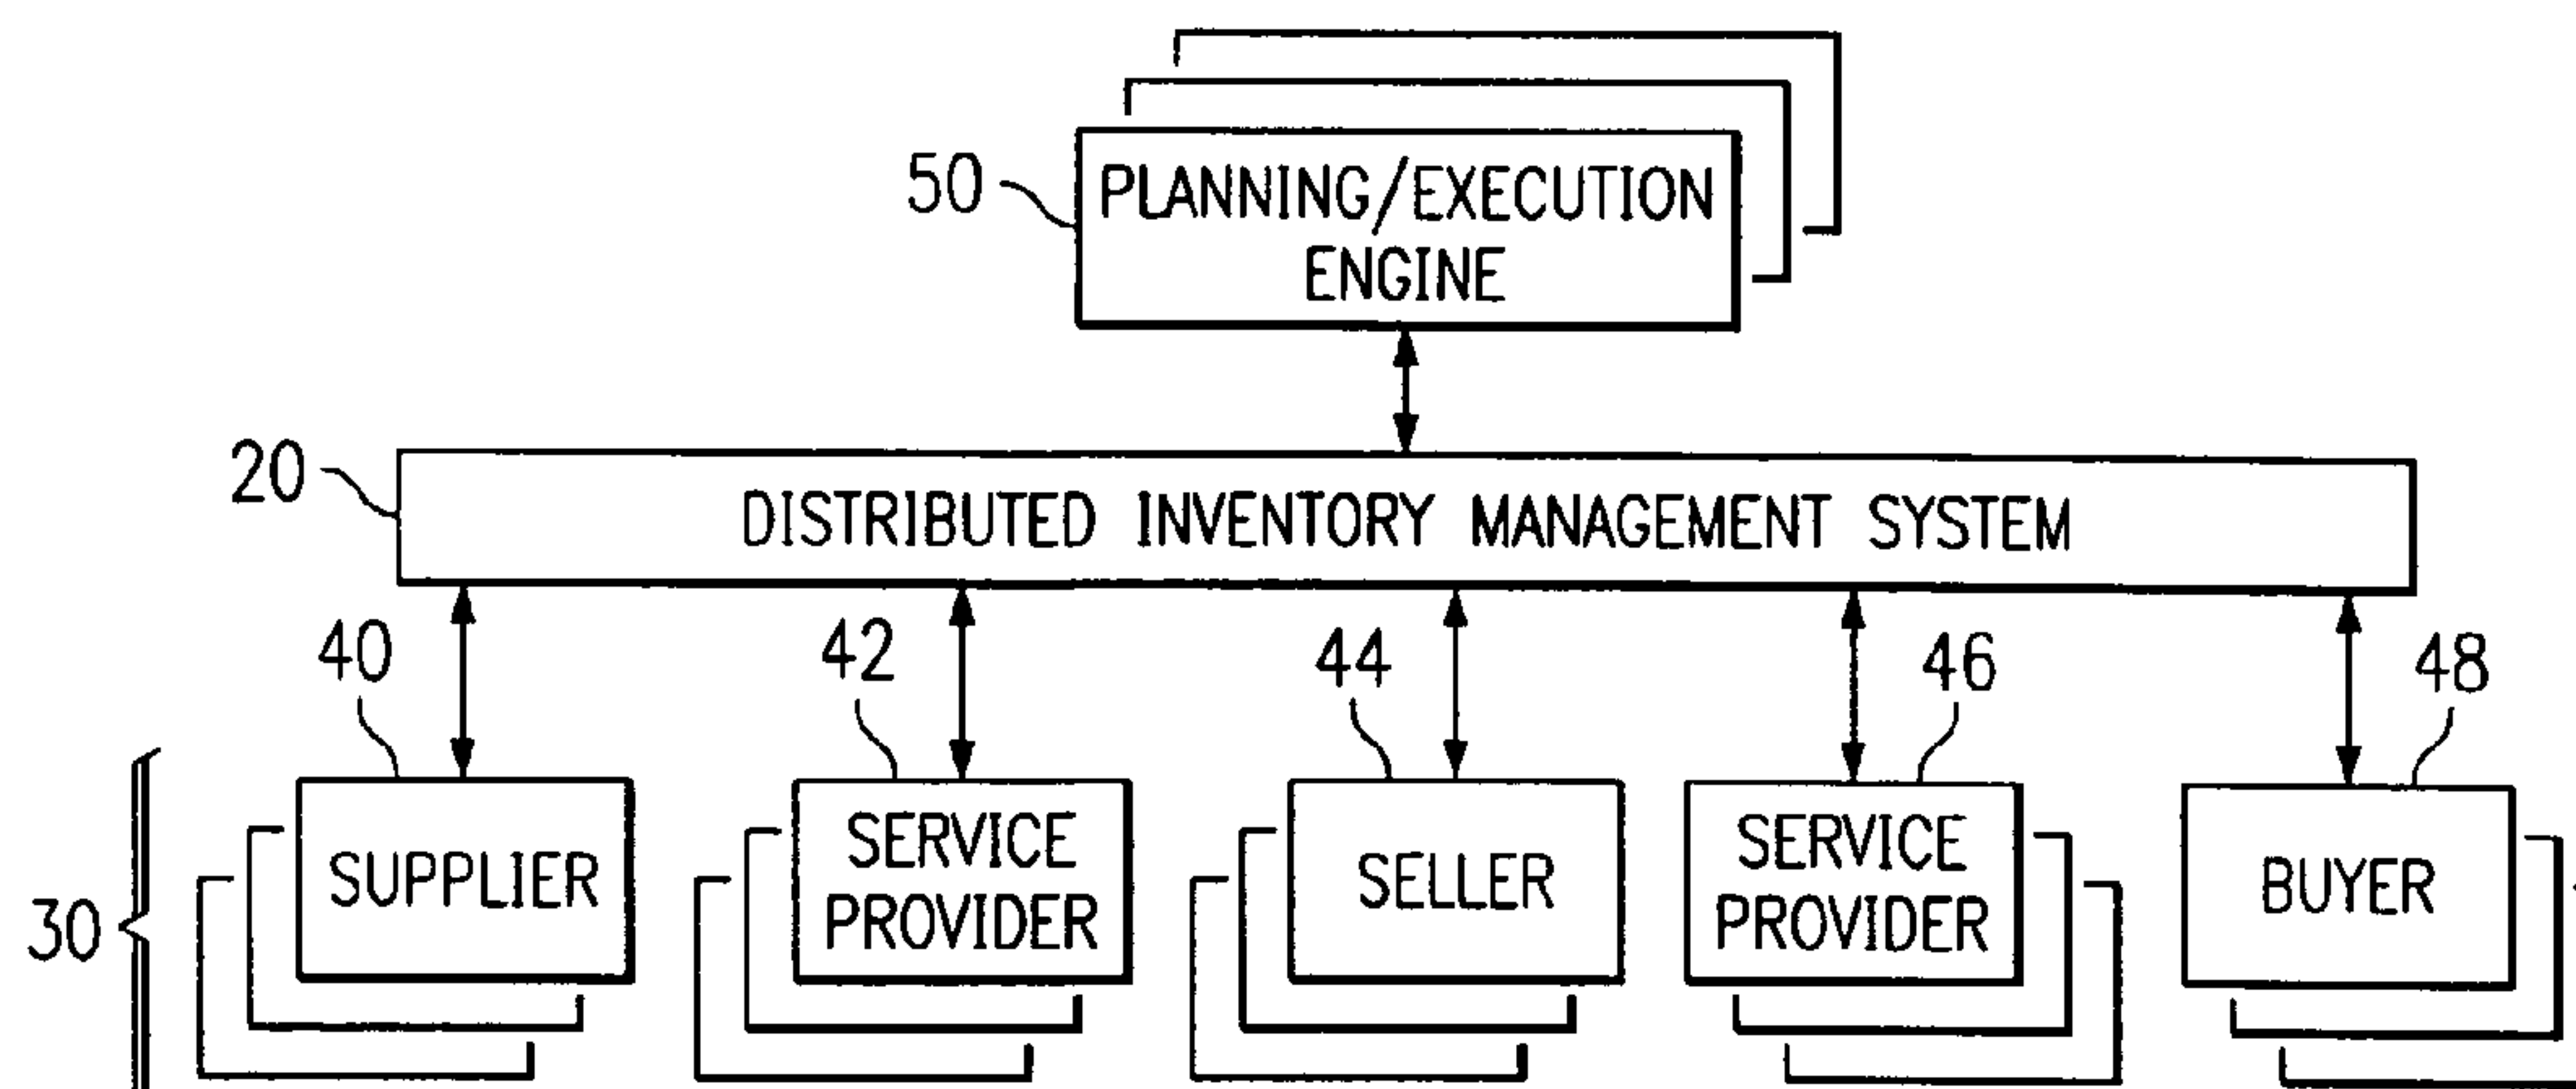 50
PLANNING/EXECUTION
ENGINE
20
DISTRIBUTED INVENTORY MANAGEMENT SYSTEM
40
42
44
46
48
30
SUPPLIER
SERVICE
PROVIDER
SELLER
SERVICE
PROVIDER
BUYER